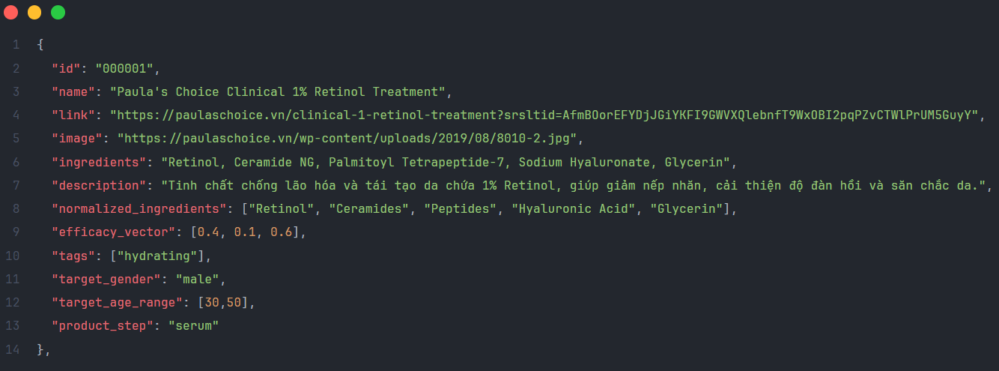 1 {
2 "id": "000001",
3 "name": "Paula's Choice Clinical 1% Retinol Treatment",
4 "link": "https://paulaschoice.vn/clinical-1-retinol-treatment?srsltid=AfmBOorEFYDjJGiYKFI9GWVXQlebnfT9WxOBI2pqPZvCTWlPrUM5GuyY",
5 "image": "https://paulaschoice.vn/wp-content/uploads/2019/08/8010-2.jpg",
6 "ingredients": "Retinol, Ceramide NG, Palmitoyl Tetrapeptide-7, Sodium Hyaluronate, Glycerin",
7 "description": "Tinh chất chống lão hóa và tái tạo da chứa 1% Retinol, giúp giảm nếp nhăn, cải thiện độ đàn hồi và săn chắc da.",
8 "normalized_ingredients": ["Retinol", "Ceramides", "Peptides", "Hyaluronic Acid", "Glycerin"],
9 "efficacy_vector": [0.4, 0.1, 0.6],
10 "tags": ["hydrating"],
11 "target_gender": "male",
12 "target_age_range": [30,50],
13 "product_step": "serum"
14 },